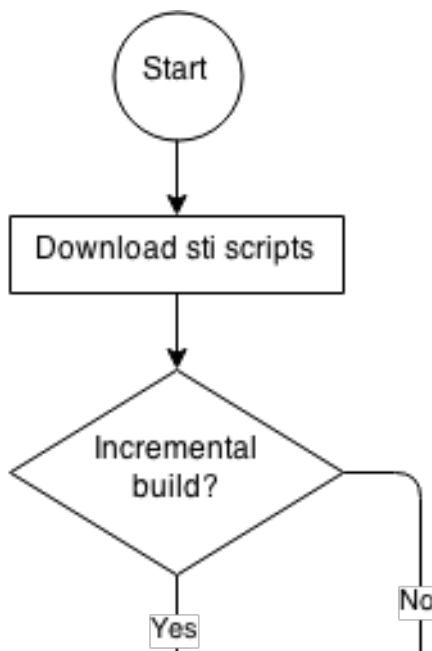 Start
Download sti scripts
Incremental
build?
No
Yes